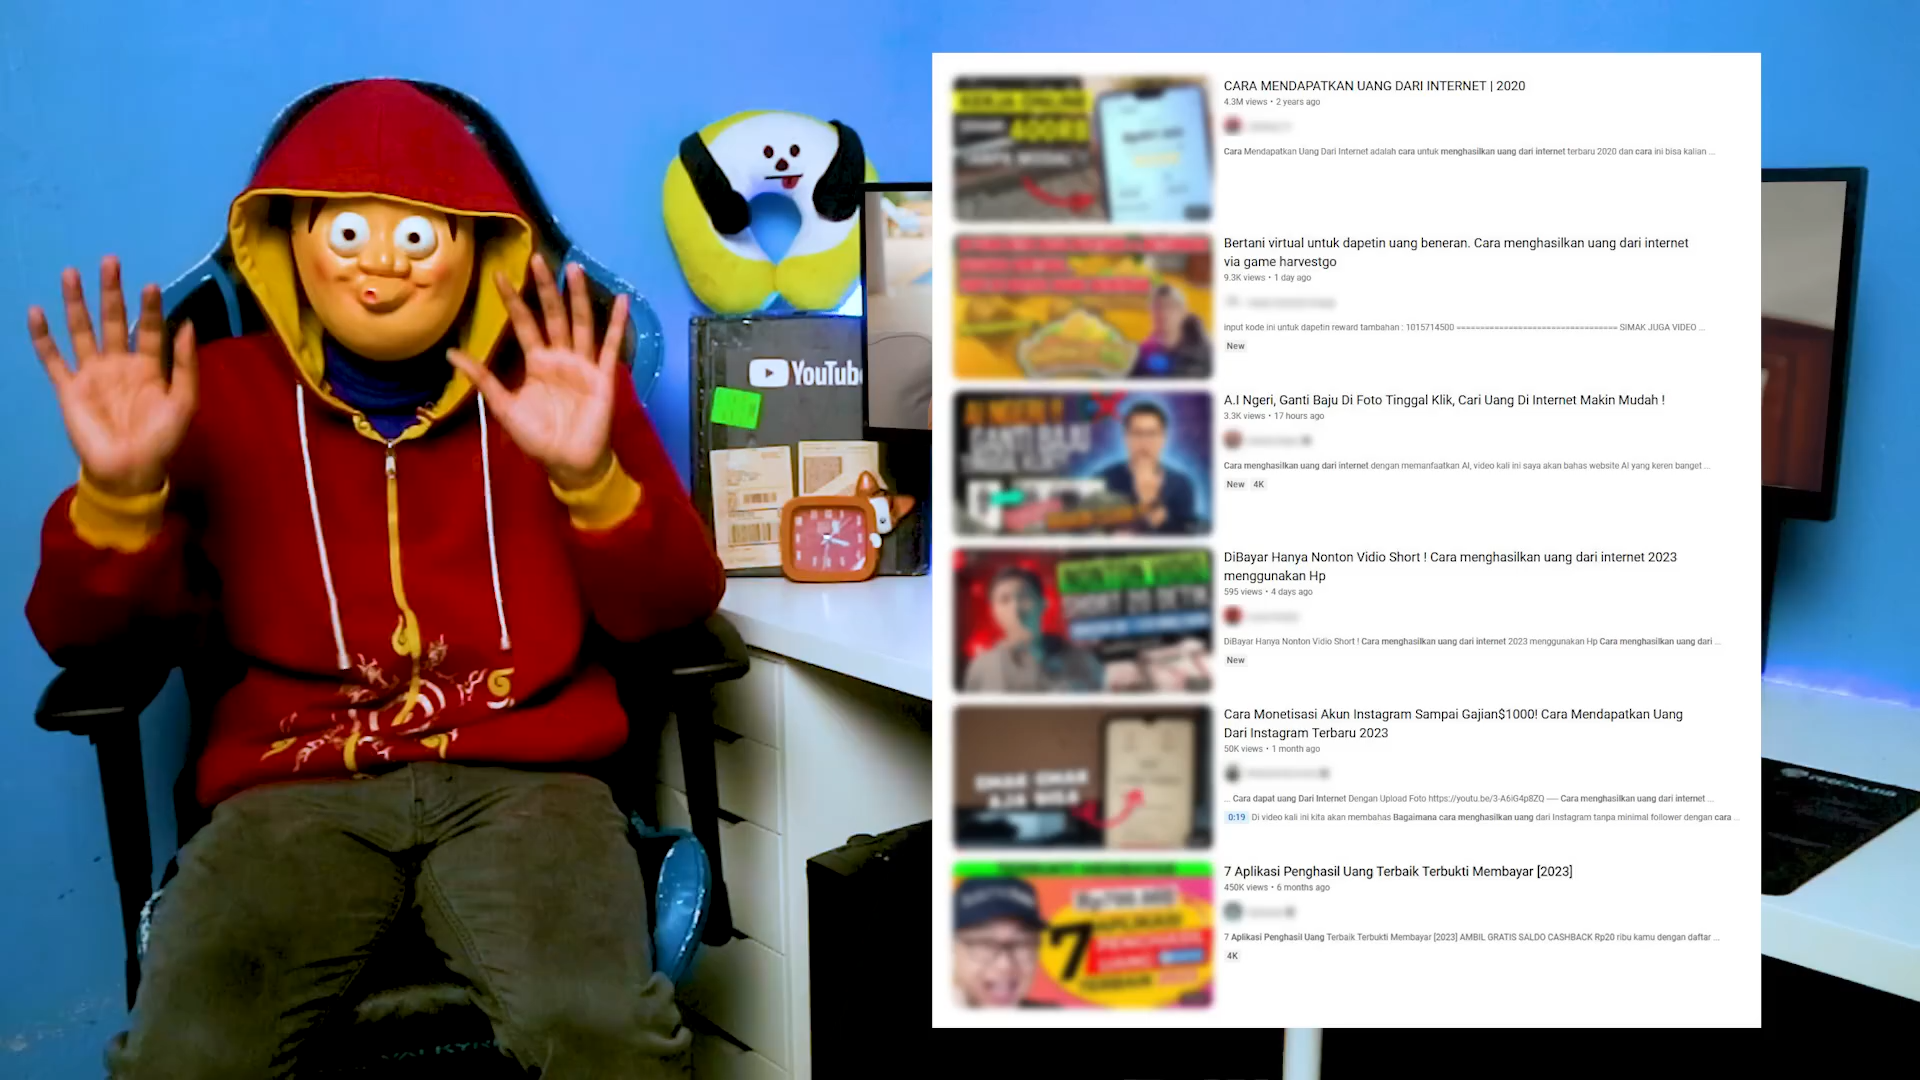 CARA MENDAPATKAN UANG DARI INTERNET | 2020
4.3M views • 2 years ago
Cara Mendapatkan Uang Dari Internet adalah cara untuk menghasilkan uang dari internet terbaru 2020 dan cara ini bisa kalian ...
Bertani virtual untuk dapetin uang beneran. Cara menghasilkan uang dari internet
via game harvestgo
9.3K views • 1 day ago
input kode ini untuk dapetin reward tambahan : 1015714500 ================================== SIMAK JUGA VIDEO ...
New
A.I Ngeri, Ganti Baju Di Foto Tinggal Klik, Cari Uang Di Internet Makin Mudah !
3.3K views • 17 hours ago
Cara menghasilkan uang dari internet dengan memanfaatkan AI, video kali ini saya akan bahas website AI yang keren banget ...
New 4K
DiBayar Hanya Nonton Vidio Short ! Cara menghasilkan uang dari internet 2023
menggunakan Hp
595 views • 4 days ago
DiBayar Hanya Nonton Vidio Short ! Cara menghasilkan uang dari internet 2023 menggunakan Hp Cara menghasilkan uang dari ...
New
Cara Monetisasi Akun Instagram Sampai Gajian$1000! Cara Mendapatkan Uang
Dari Instagram Terbaru 2023
50K views • 1 month ago
... Cara dapat uang Dari Internet Dengan Upload Foto https://youtu.be/3-A6iG4p8ZQ ---- Cara menghasilkan uang dari internet ...
0:19 Di video kali ini kita akan membahas Bagaimana cara menghasilkan uang dari Instagram tanpa minimal follower dengan cara ...
7 Aplikasi Penghasil Uang Terbaik Terbukti Membayar [2023]
450K views • 6 months ago
7 Aplikasi Penghasil Uang Terbaik Terbukti Membayar [2023] AMBIL GRATIS SALDO CASHBACK Rp20 ribu kamu dengan daftar ...
4K
YouTube